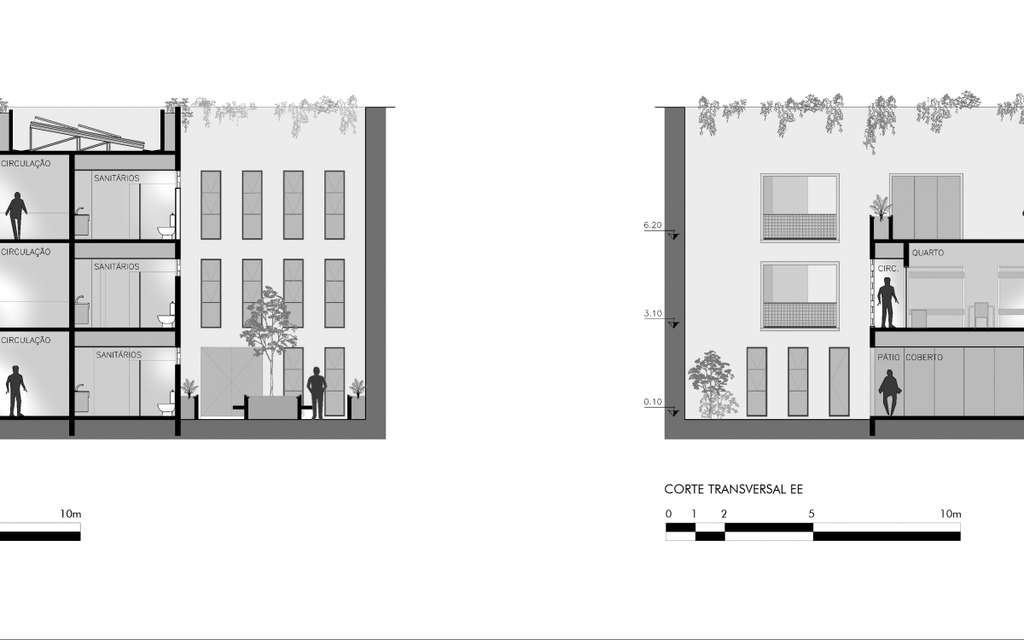 CIRCULAÇÃO
SANITÁRIOS
CIRCULAÇÃO
SANITÁRIOS
CIRCULAÇÃO
SANITÁRIOS
10m
6.20
3.10
0.10
QUARTO
CIRC.
PÁTIO COBERTO
CORTE TRANSVERSAL EE
0 1 2 5 10m